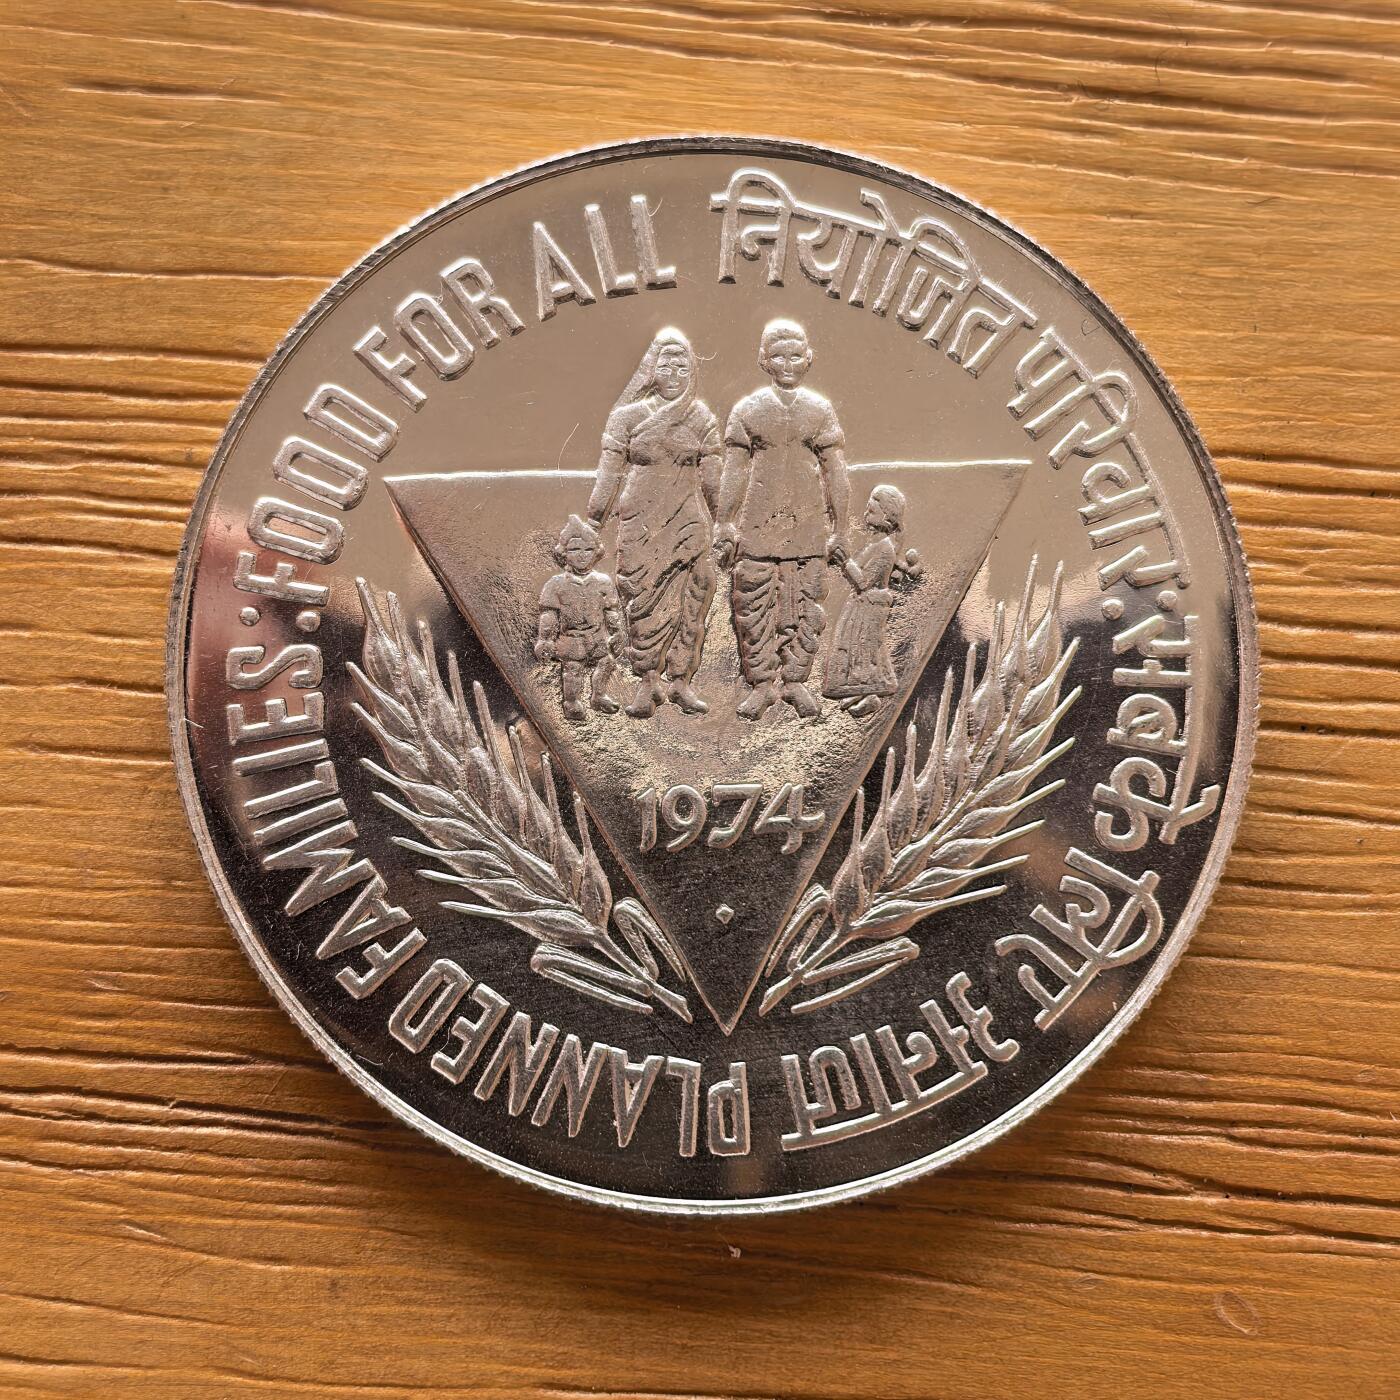 PLANNED FAMILIES : FOOD FOR ALL
नियोजित परिवार : सबके लिए अनाज
1974